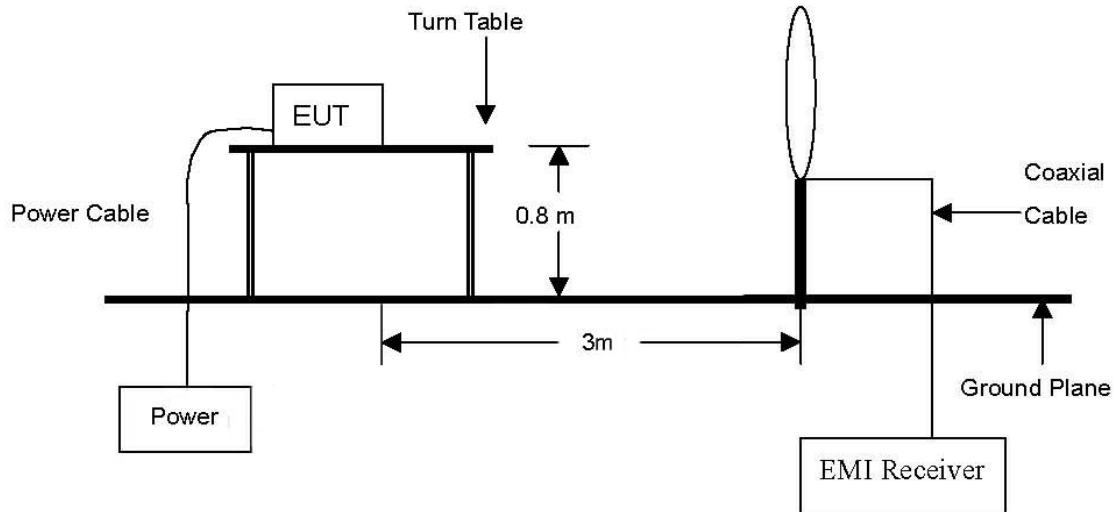 Turn Table
EUT
Coaxial
Cable
Power Cable
0.8 m
3m
Ground Plane
Power
EMI Receiver